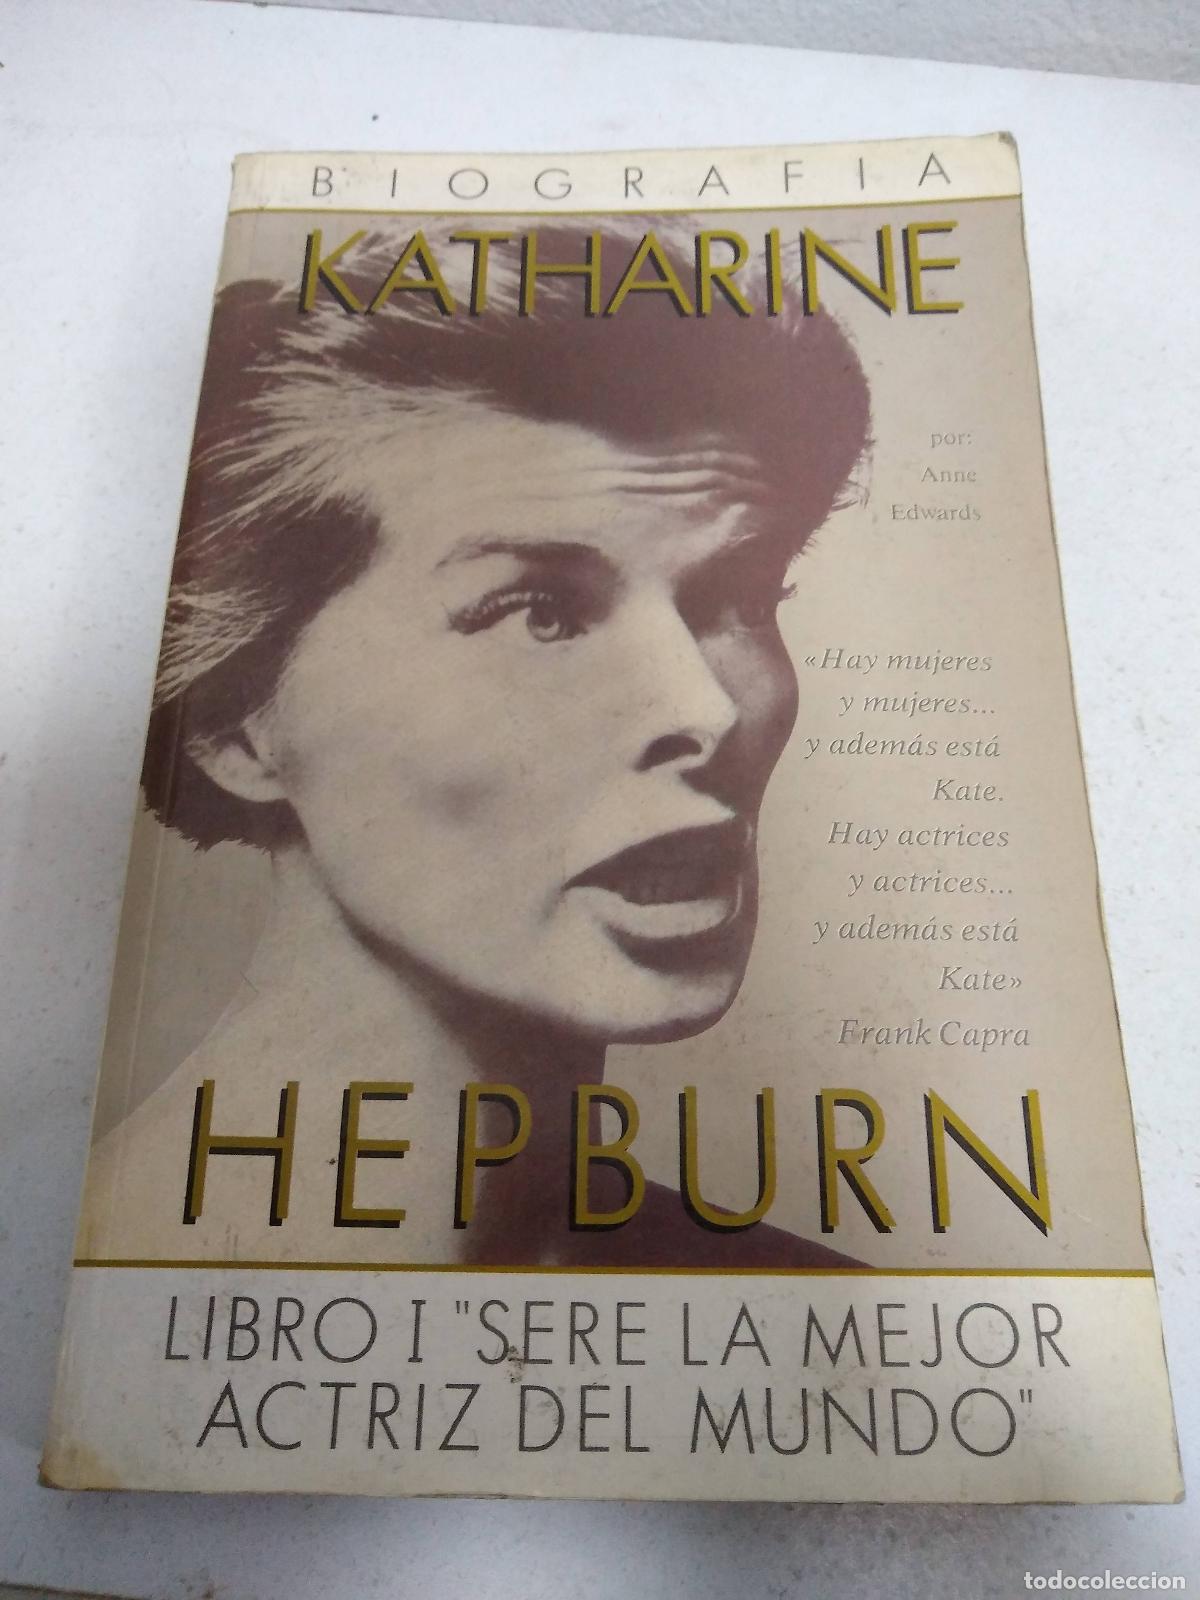 BIOGRAFIA
KATHARINE
por:
Anne
Edwards
«Hay mujeres
y mujeres...
y además está
Kate.
Hay actrices
y actrices...
y además está
Kate»
Frank Capra
HEPBURN
LIBRO I "SERE LA MEJOR
ACTRIZ DEL MUNDO"
todocoleccion